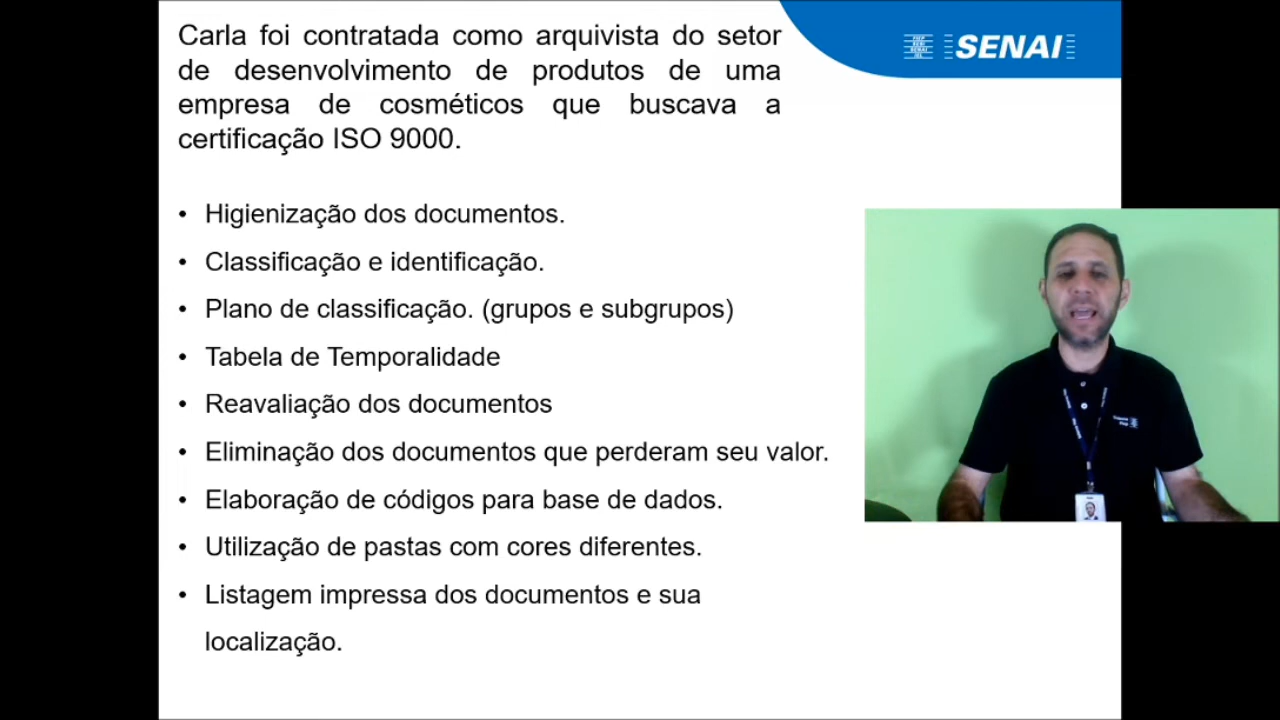 Carla foi contratada como arquivista do setor
de desenvolvimento de produtos de uma
empresa de cosméticos que buscava a
certificação ISO 9000.
SENAI
• Higienização dos documentos.
• Classificação e identificação.
• Plano de classificação. (grupos e subgrupos)
• Tabela de Temporalidade
• Reavaliação dos documentos
• Eliminação dos documentos que perderam seu valor.
• Elaboração de códigos para base de dados.
• Utilização de pastas com cores diferentes.
• Listagem impressa dos documentos e sua
localização.